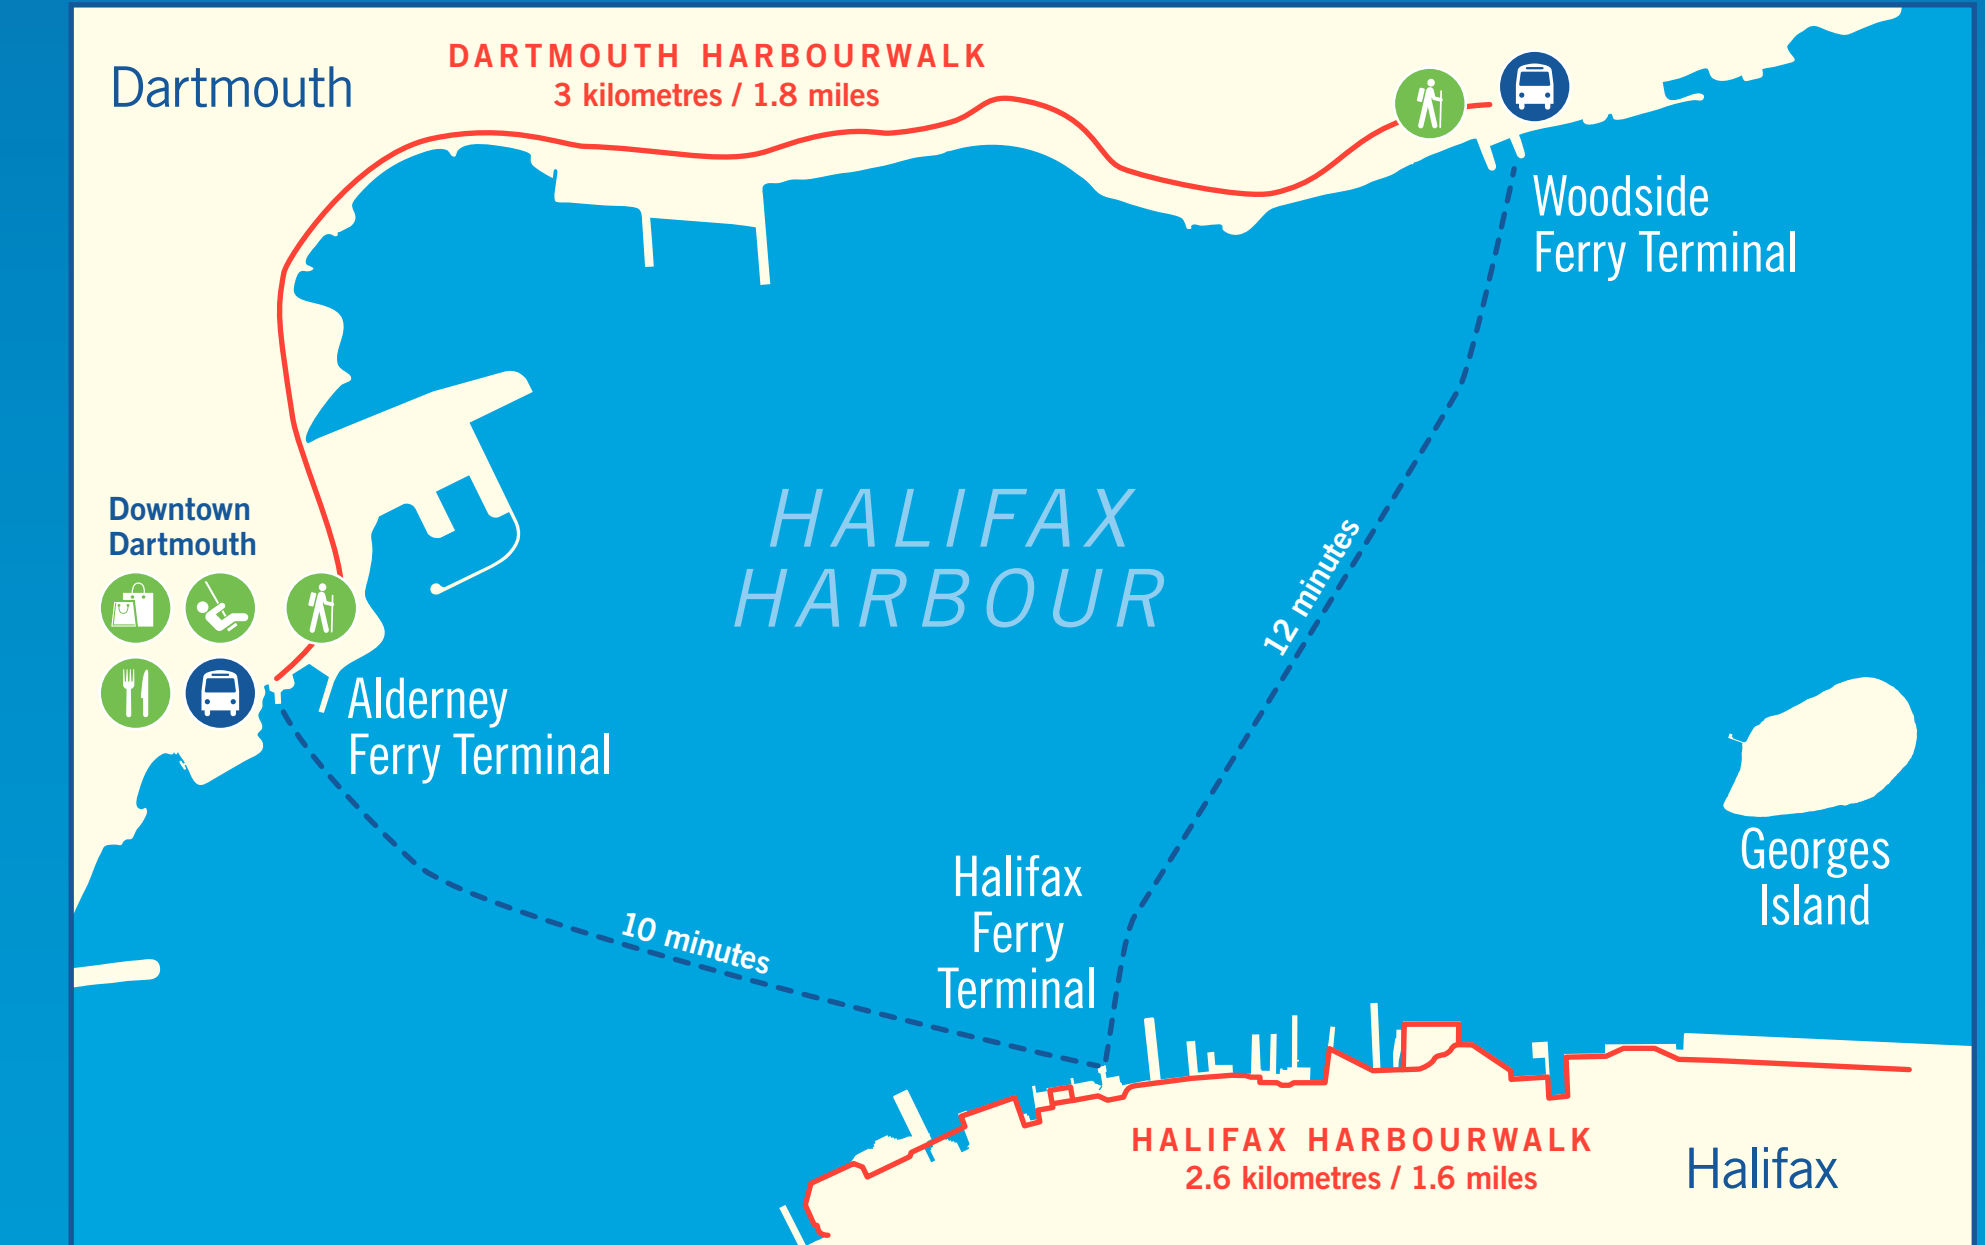 Dartmouth
DARTMOUTH HARBOURWALK
3 kilometres / 1.8 miles
Woodside
Ferry Terminal
HALIFAX
HARBOUR
Downtown
Dartmouth
12 minutes
Alderney
Ferry Terminal
10 minutes
Halifax
Ferry
Terminal
Georges
Island
HALIFAX HARBOURWALK
2.6 kilometres / 1.6 miles
Halifax